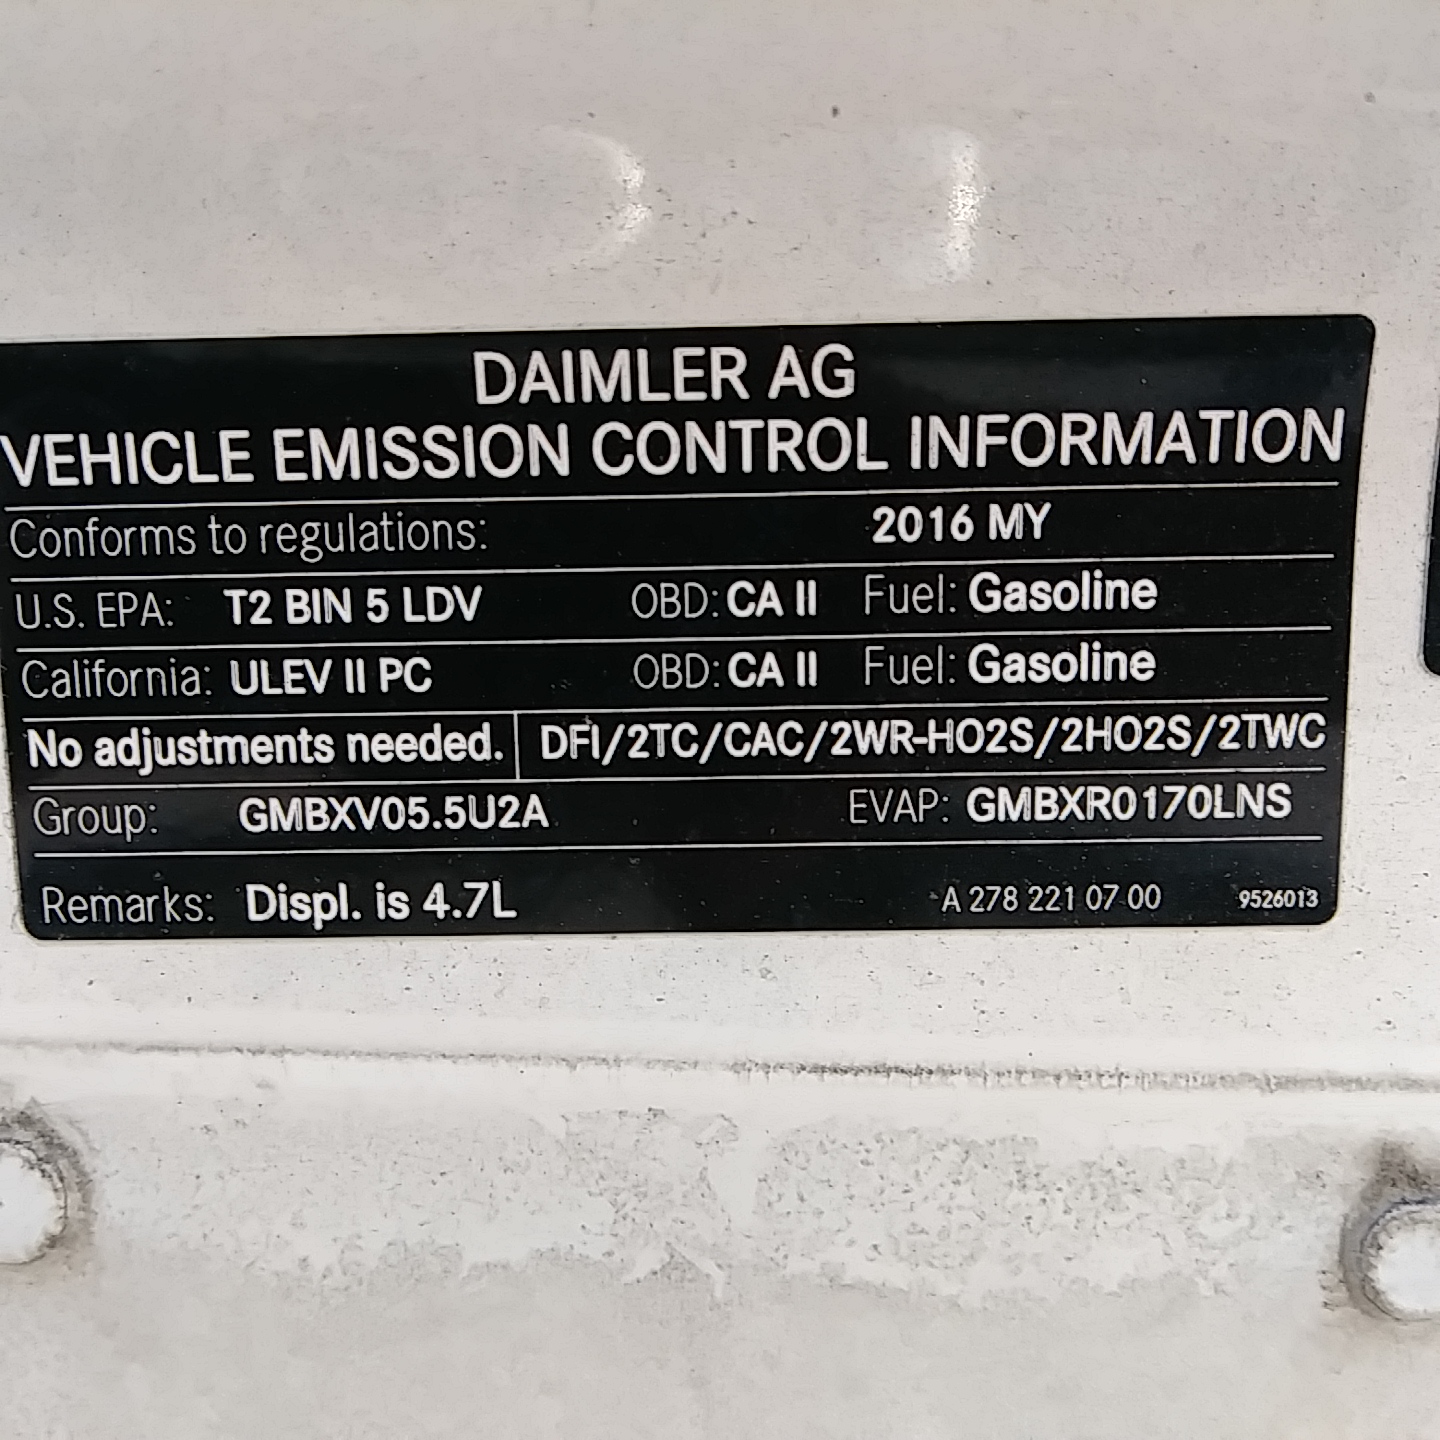 DAIMLER AG
VEHICLE EMISSION CONTROL INFORMATION
Conforms to regulations: 2016 MY
U.S. EPA: T2 BIN 5 LDV OBD: CA II Fuel: Gasoline
California: ULEV II PC OBD: CA II Fuel: Gasoline
No adjustments needed. DFI/2TC/CAC/2WR-HO2S/2HO2S/2TWC
Group: GMBXV05.5U2A EVAP: GMBXR0170LNS
Remarks: Displ. is 4.7L A 278 221 07 00 9526013